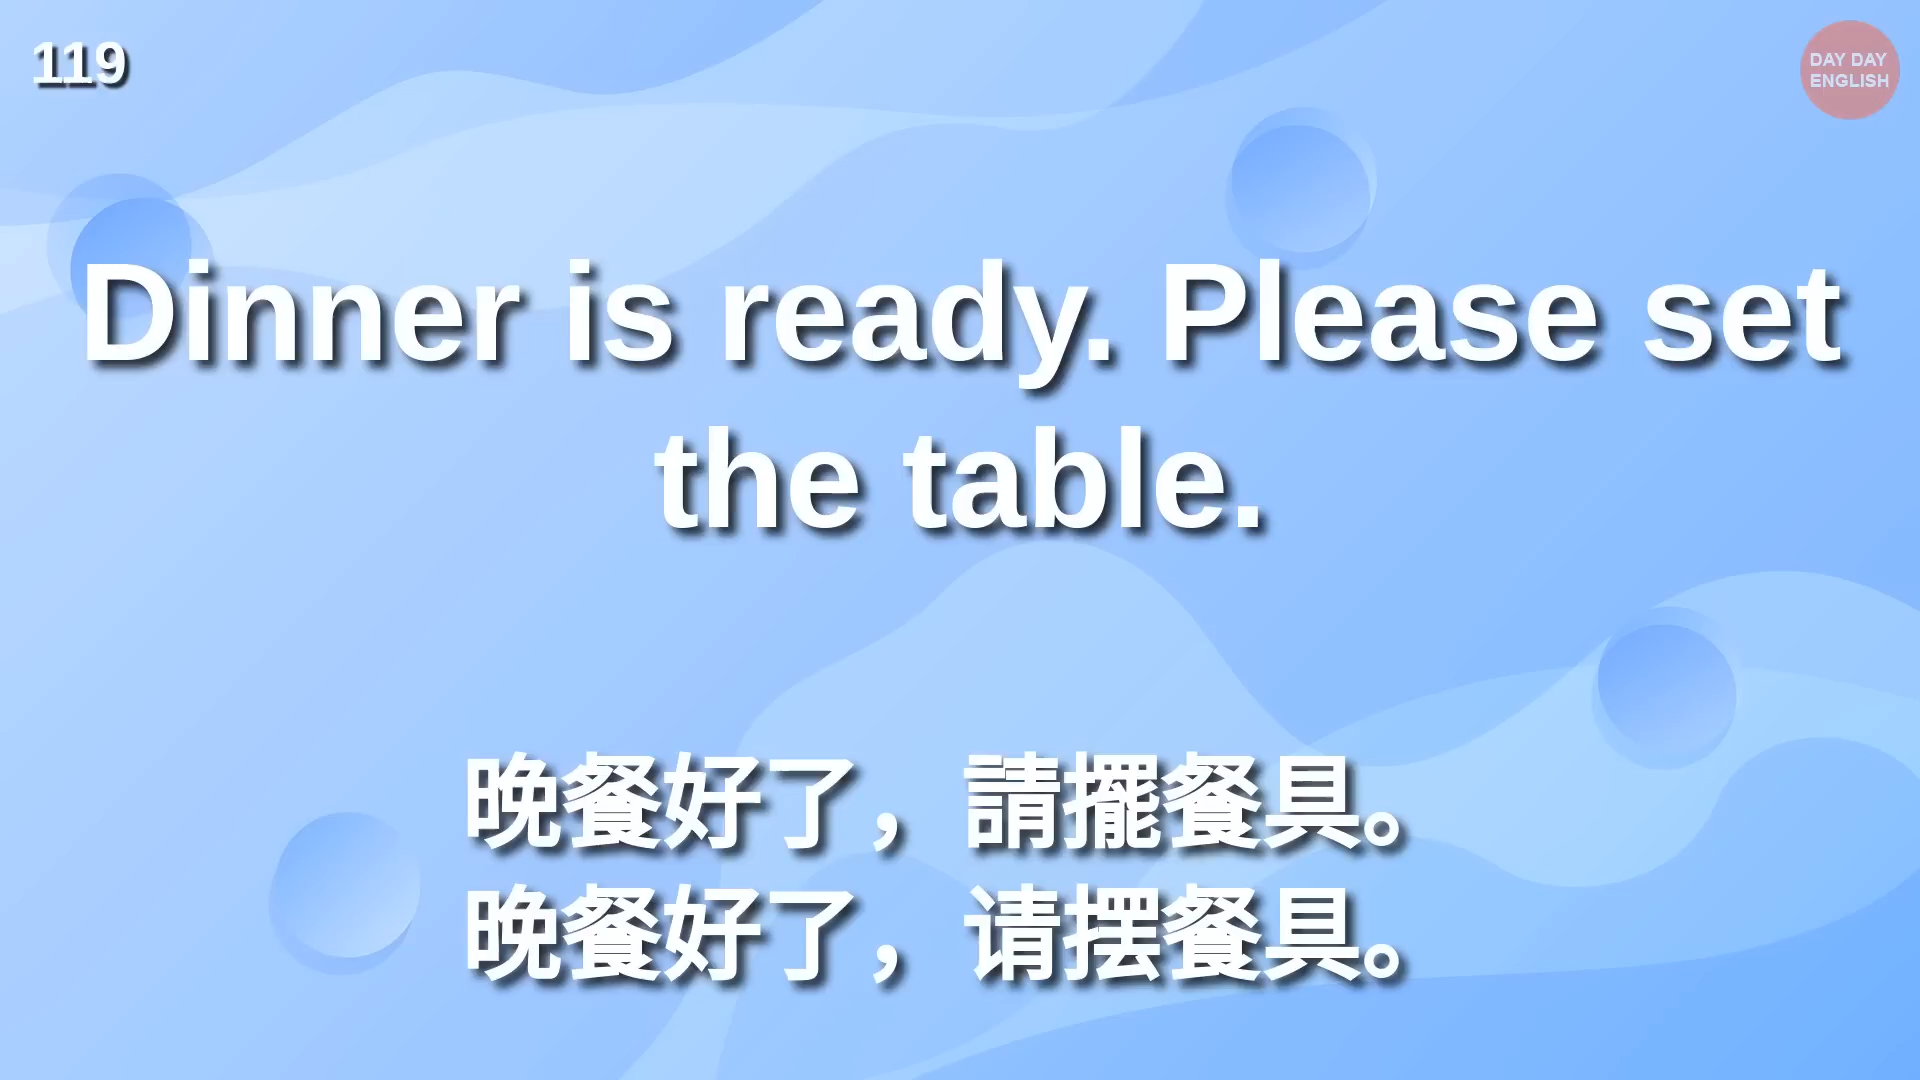 119
DAY DAY
ENGLISH
Dinner is ready. Please set
the table.
晚餐好了，請擺餐具。
晚餐好了，请摆餐具。